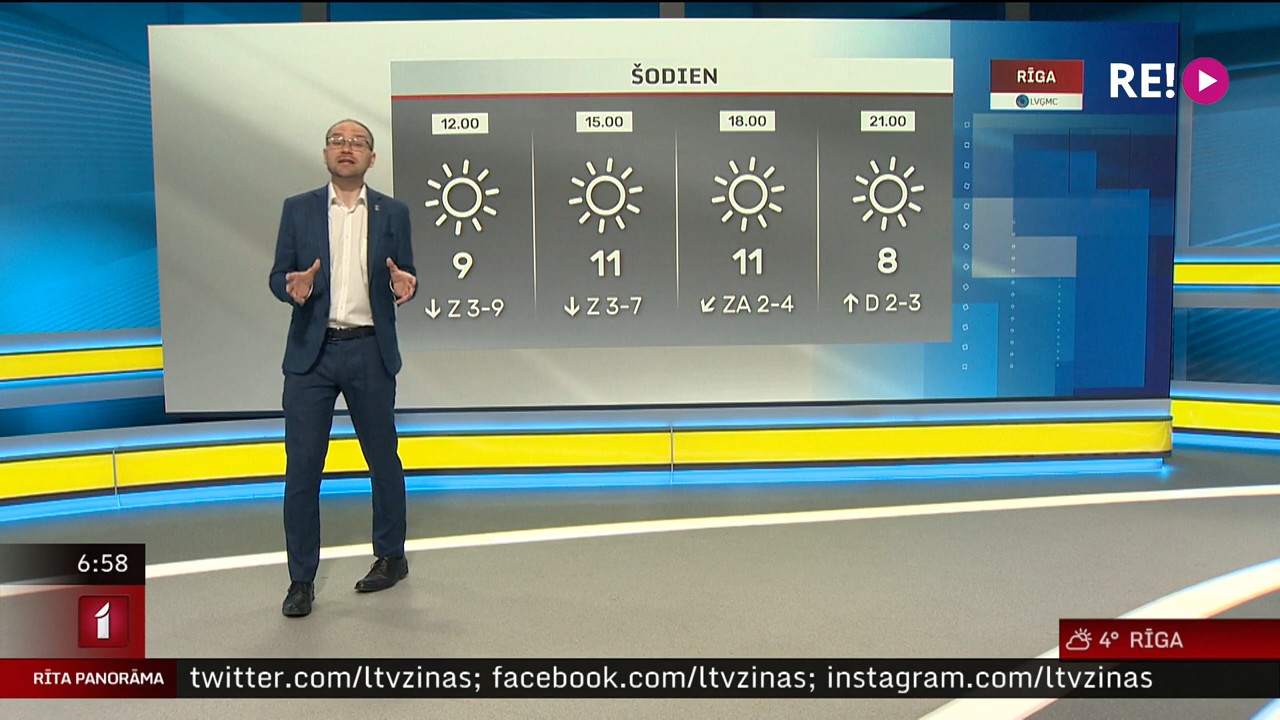 ŠODIEN
RĪGA
LVĢMC
RE!
12.00
15.00
18.00
21.00
9
11
11
8
↓ Z 3-9
↓ Z 3-7
↙ ZA 2-4
↑ D 2-3
6:58
1
4° RĪGA
RĪTA PANORĀMA
twitter.com/ltvzinas; facebook.com/ltvzinas; instagram.com/ltvzinas